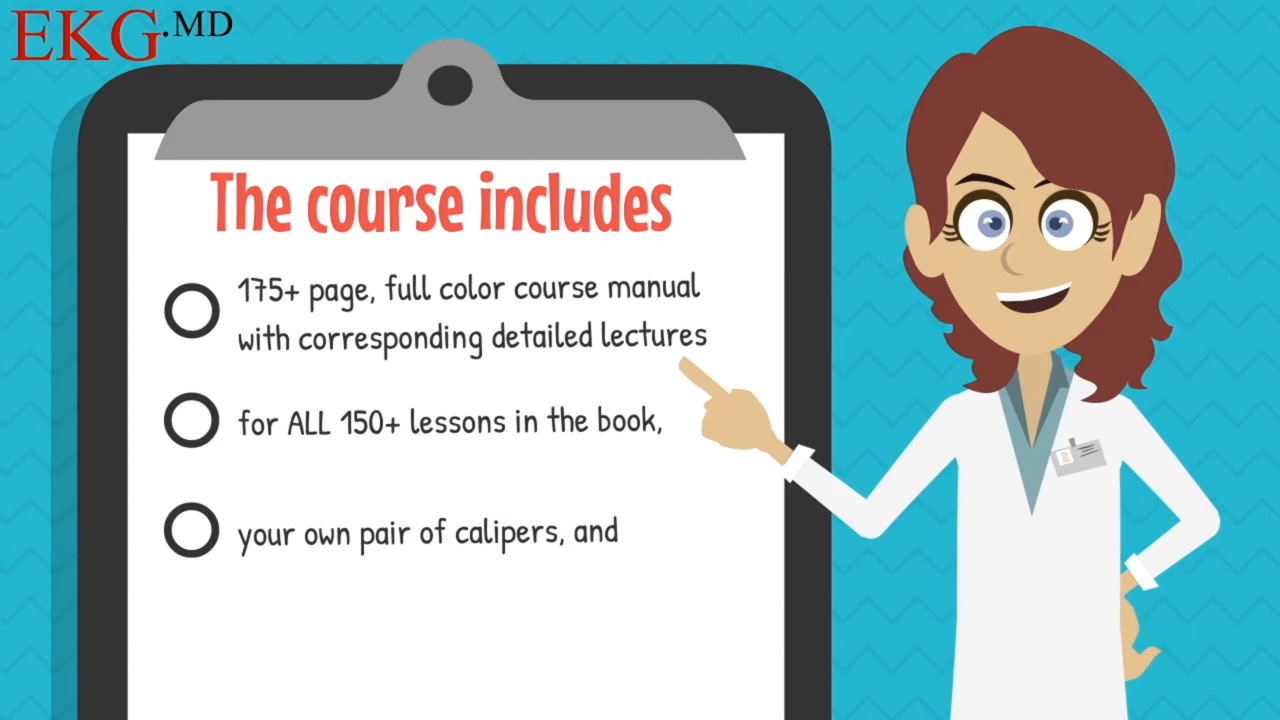 EKG.MD
The course includes
175+ page, full color course manual
with corresponding detailed lectures
for ALL 150+ lessons in the book,
your own pair of calipers, and